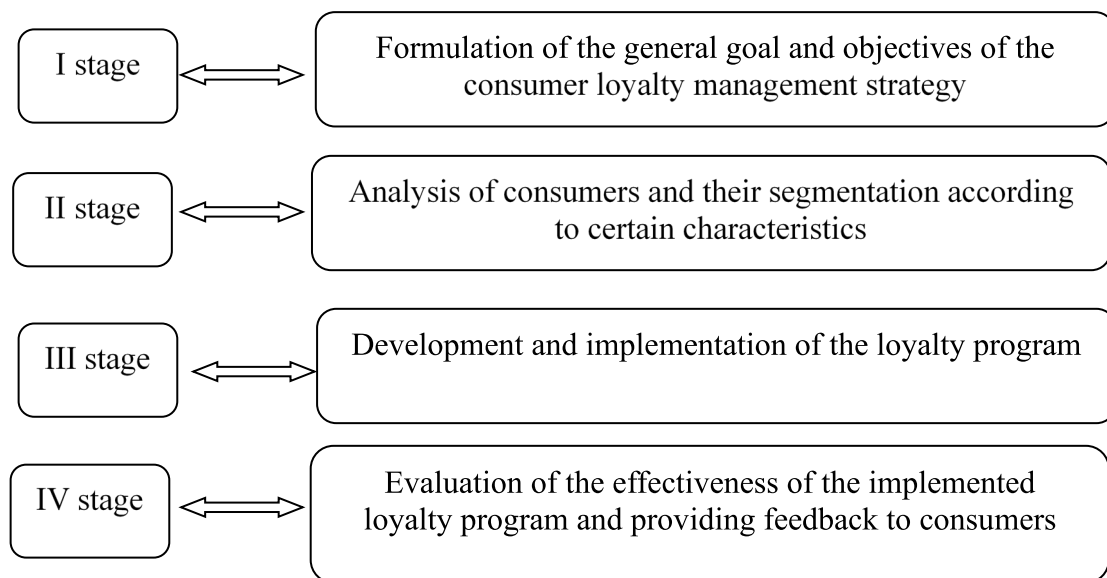 I stage
Formulation of the general goal and objectives of the
consumer loyalty management strategy
II stage
Analysis of consumers and their segmentation according
to certain characteristics
III stage
Development and implementation of the loyalty program
IV stage
Evaluation of the effectiveness of the implemented
loyalty program and providing feedback to consumers